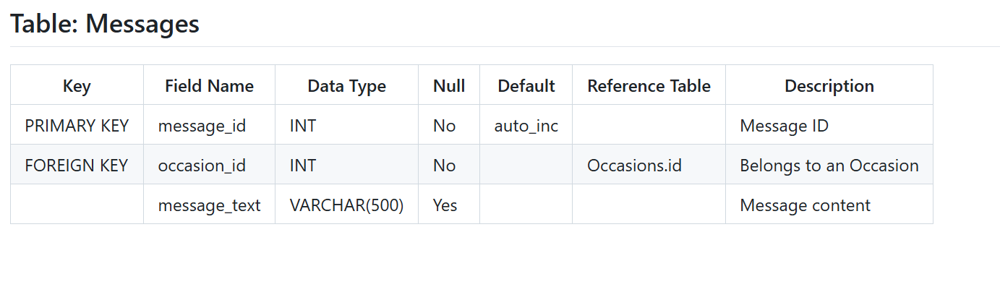 Table: Messages
Key Field Name Data Type Null Default Reference Table Description
PRIMARY KEY message_id INT No auto_inc Message ID
FOREIGN KEY occasion_id INT No Occasions.id Belongs to an Occasion
message_text VARCHAR(500) Yes Message content